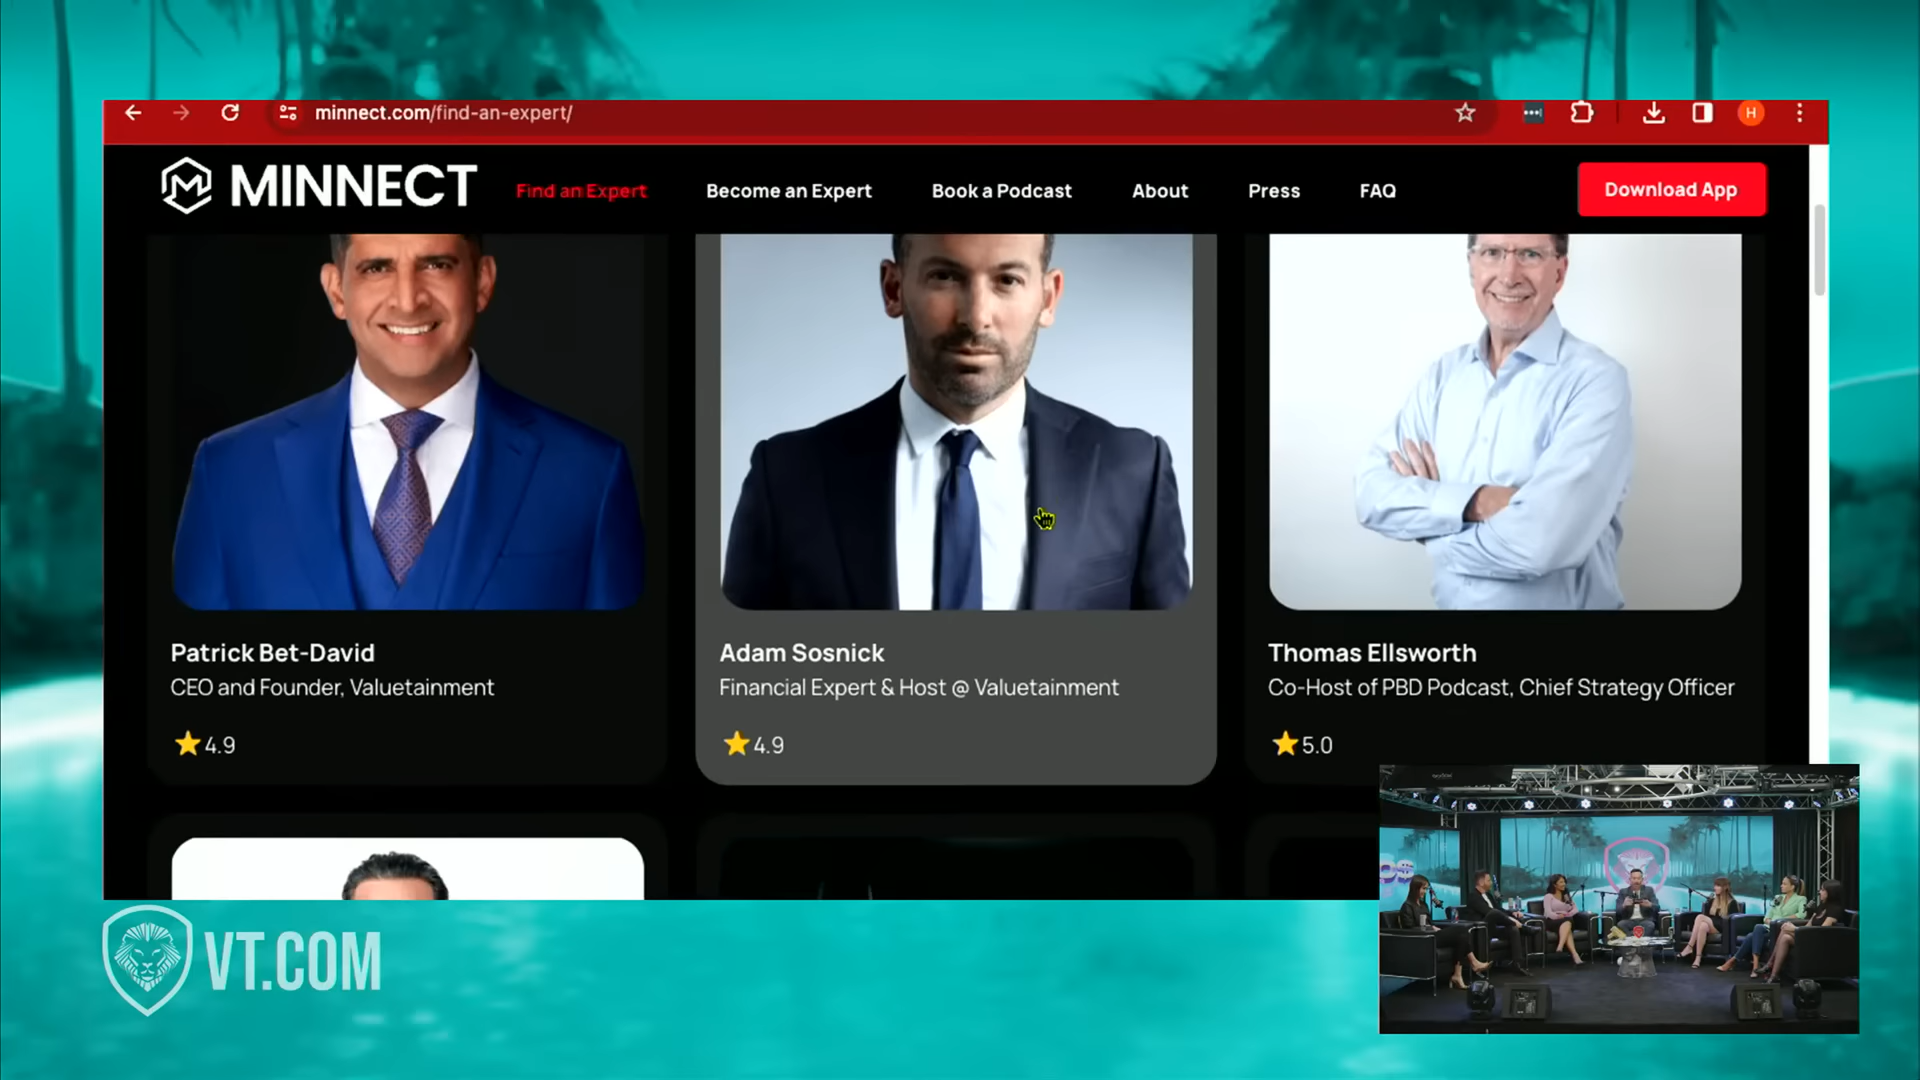 minnect.com/find-an-expert/
H
MINNECT
Find an Expert
Become an Expert
Book a Podcast
About
Press
FAQ
Download App
Patrick Bet-David
CEO and Founder, Valuetainment
4.9
Adam Sosnick
Financial Expert & Host @ Valuetainment
4.9
Thomas Ellsworth
Co-Host of PBD Podcast, Chief Strategy Officer
5.0
VT.COM